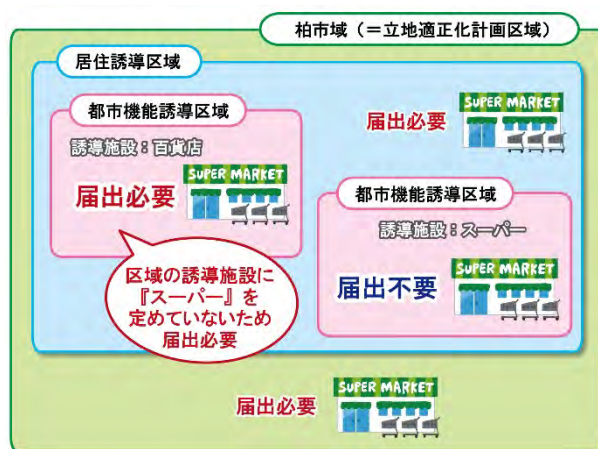 柏市域（＝立地適正化計画区域）
居住誘導区域
都市機能誘導区域
誘導施設：百貨店
届出必要
SUPER MARKET
区域の誘導施設に
『スーパー』を
定めていないため
届出必要
届出必要
SUPER MARKET
都市機能誘導区域
誘導施設：スーパー
届出不要
SUPER MARKET
届出必要
SUPER MARKET